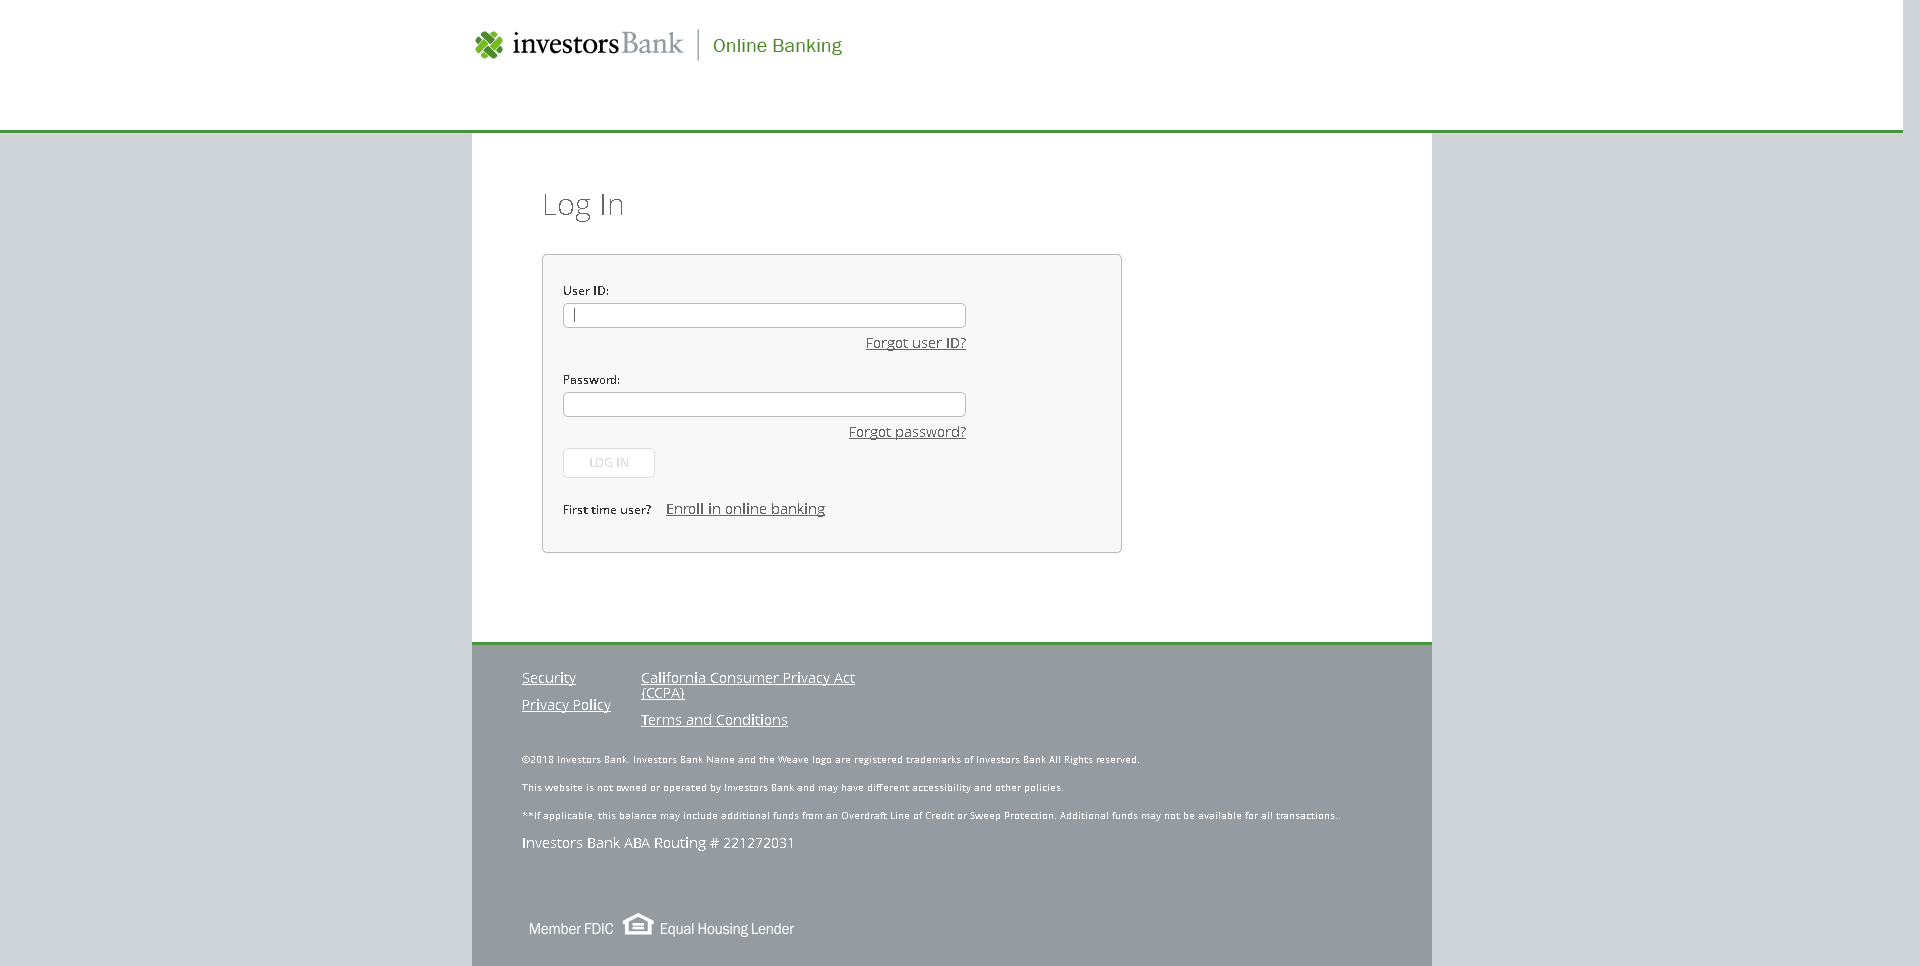 investorsBank | Online Banking
Log In
User ID:
Forgot user ID?
Password:
Forgot password?
LOG IN
First time user? Enroll in online banking
Security
Privacy Policy
California Consumer Privacy Act
(CCPA)
Terms and Conditions
©2018 Investors Bank. Investors Bank Name and the Weave logo are registered trademarks of Investors Bank All Rights reserved.
This website is not owned or operated by Investors Bank and may have different accessibility and other policies.
**If applicable, this balance may include additional funds from an Overdraft Line of Credit or Sweep Protection. Additional funds may not be available for all transactions..
Investors Bank ABA Routing # 221272031
Member FDIC Equal Housing Lender